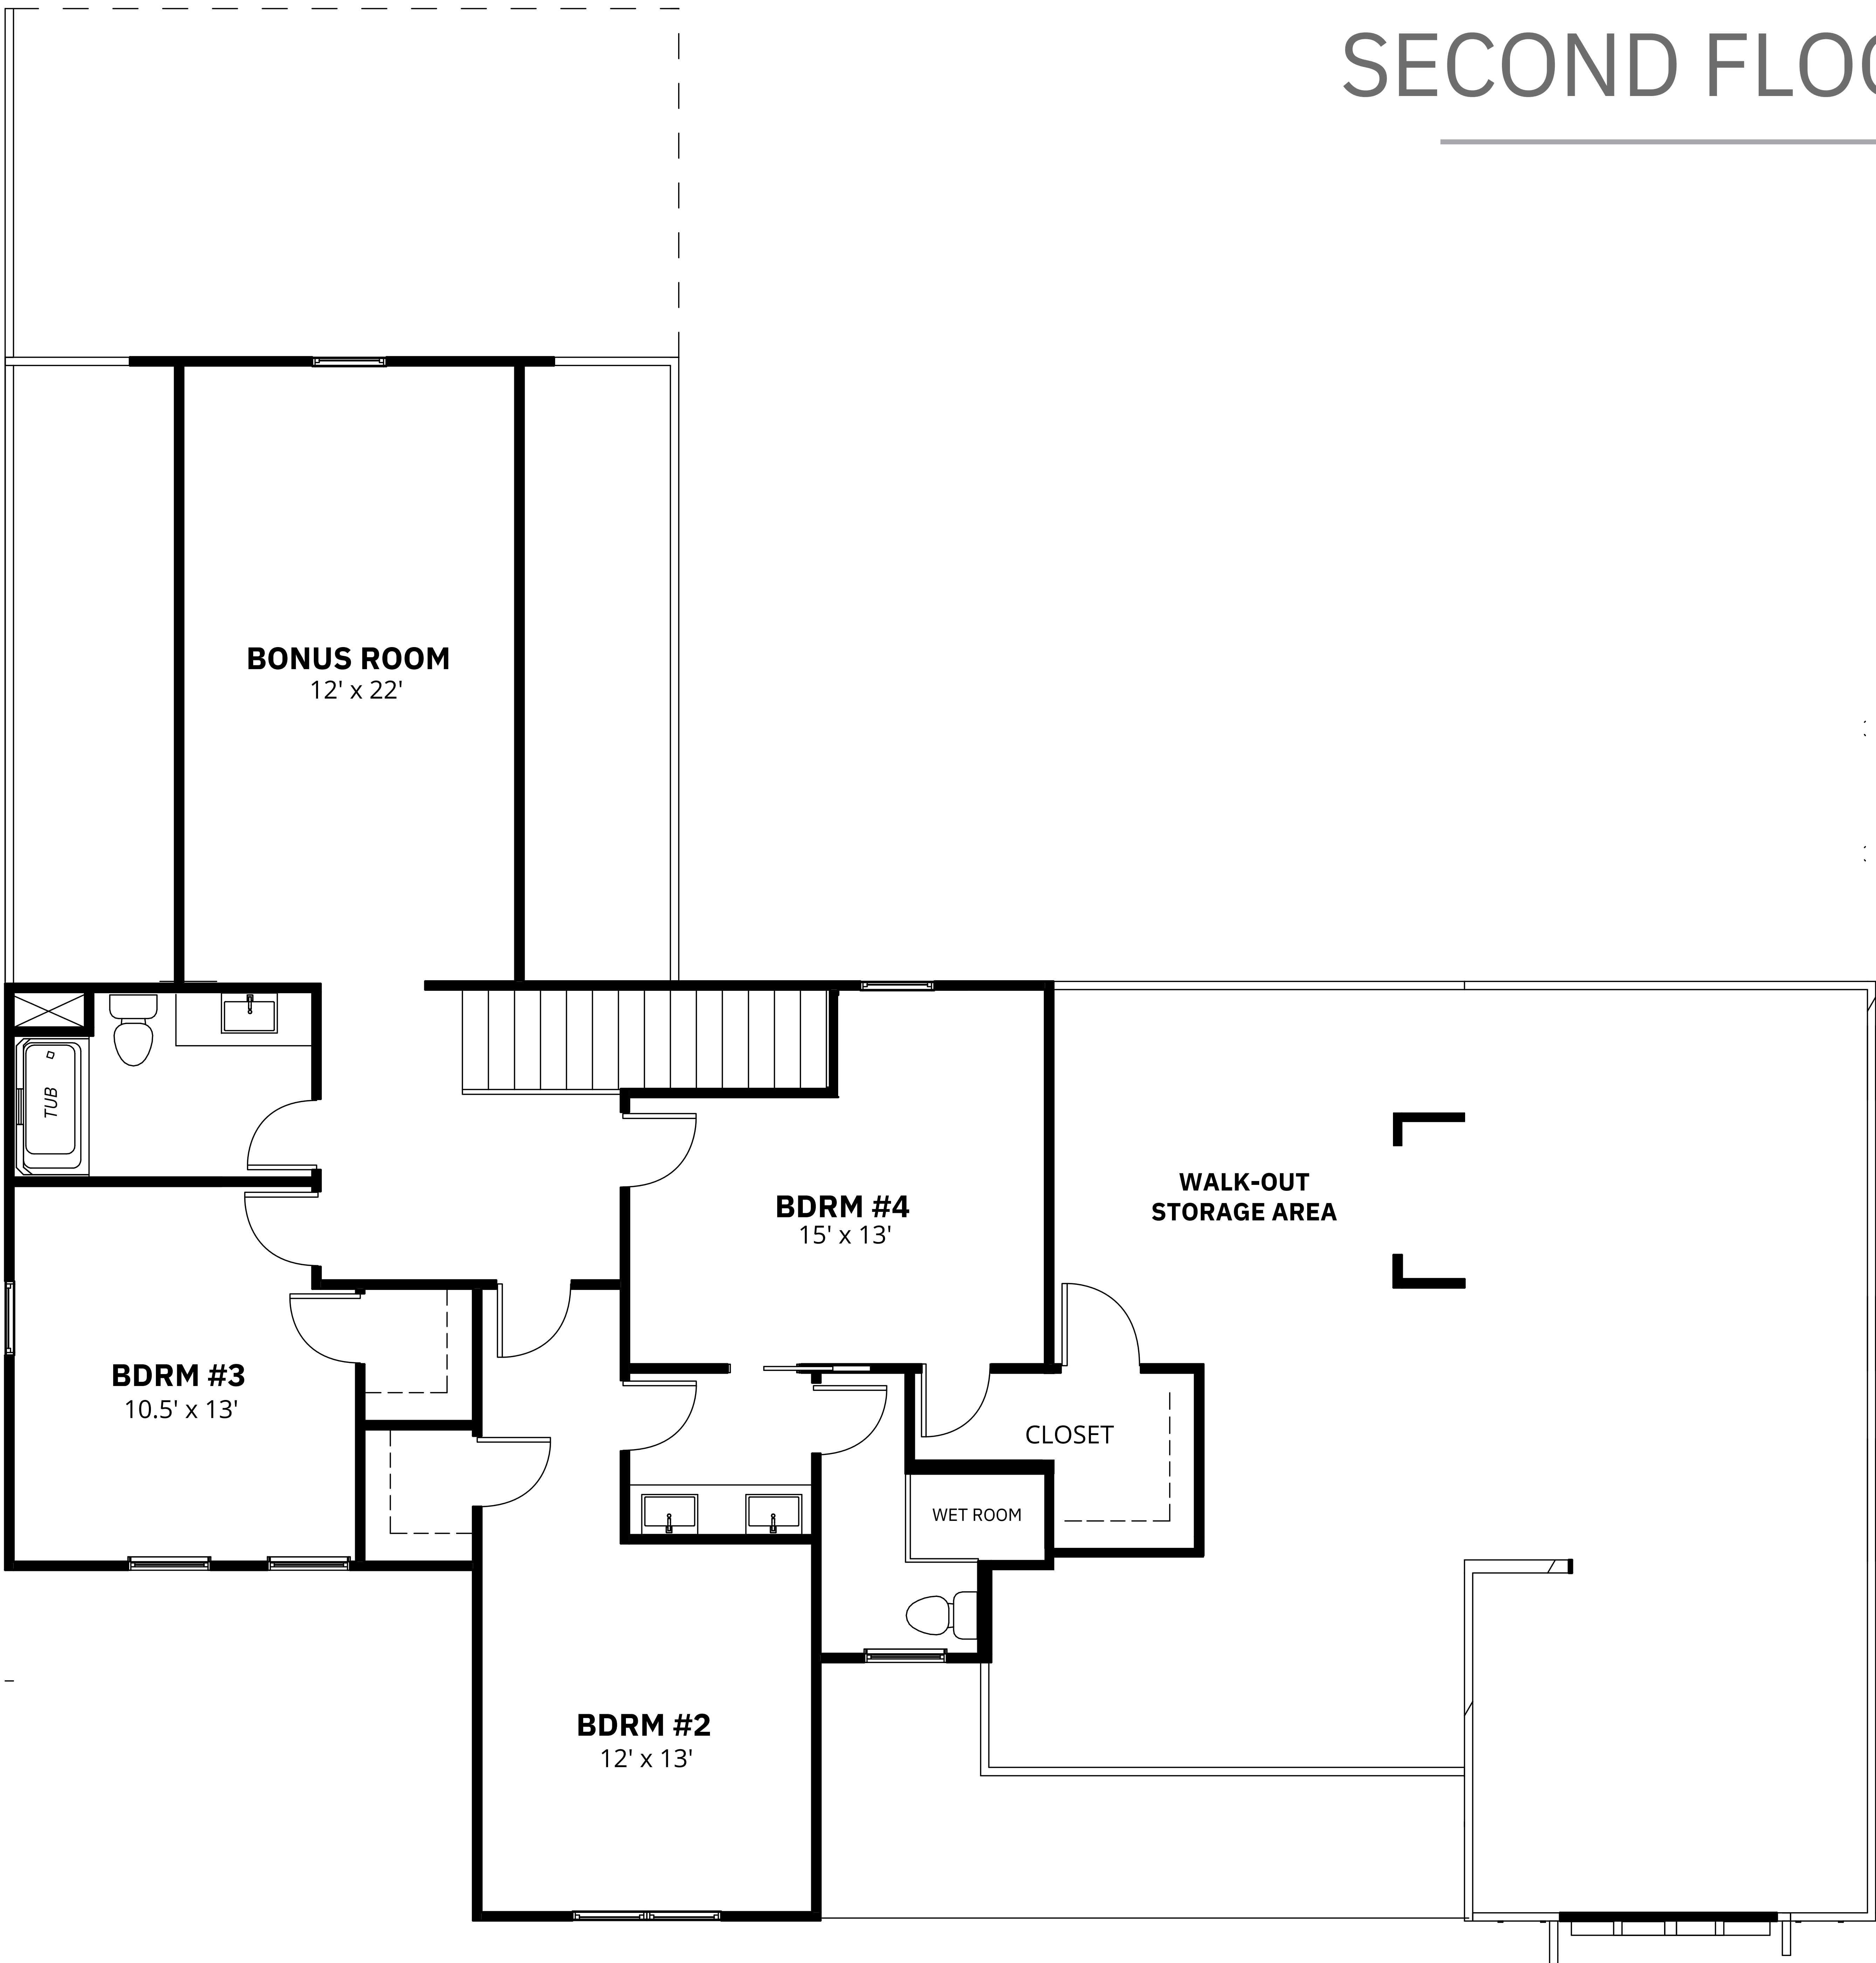 SECOND FLOO
BONUS ROOM
12' x 22'
TUB
WALK-OUT
STORAGE AREA
BDRM #4
15' x 13'
BDRM #3
10.5' x 13'
CLOSET
WET ROOM
BDRM #2
12' x 13'